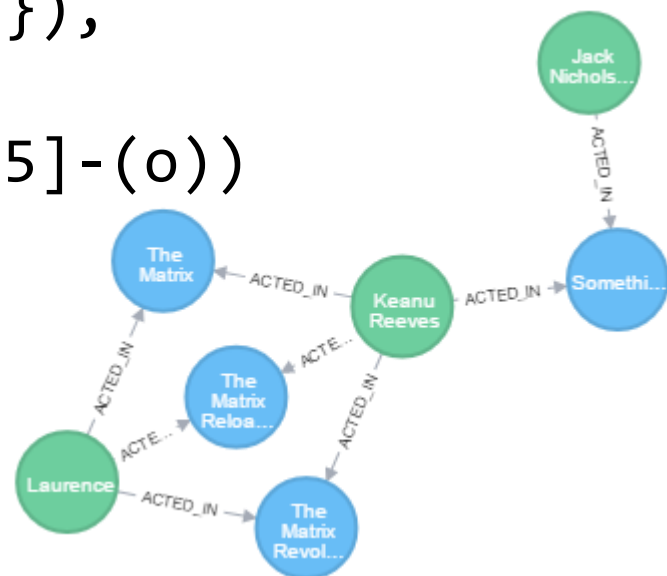 }),
5]-(o))
Jack
Nichols...
ACTED_IN
The
Matrix
ACTED_IN
Keanu
Reeves
ACTED_IN
Somethi...
ACTED_IN
ACTE...
The
Matrix
Reloa...
ACTED_IN
ACTE...
Laurence
ACTED_IN
The
Matrix
Revol...